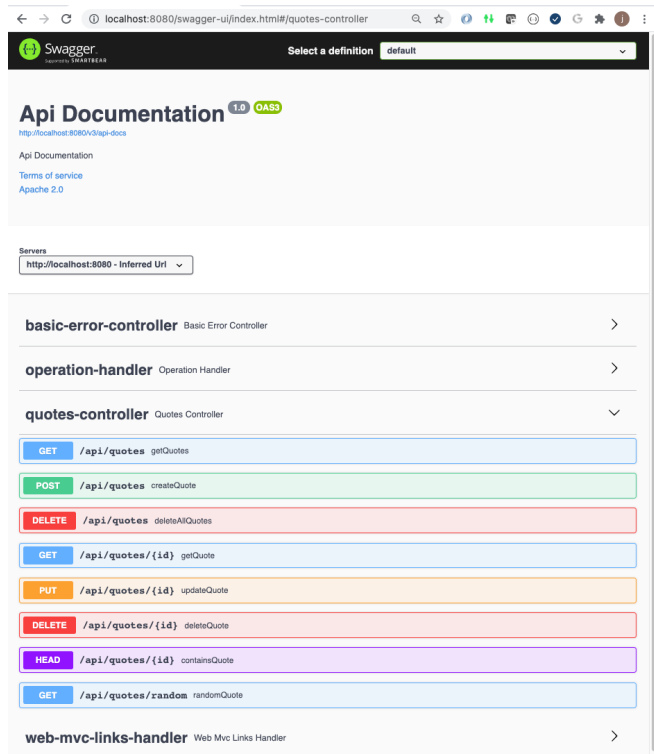 localhost:8080/swagger-ui/index.html#/quotes-controller
Swagger.
Supported by SMARTBEAR
Select a definition
default
Api Documentation 1.0 OAS3
http://localhost:8080/v3/api-docs
Api Documentation
Terms of service
Apache 2.0
Servers
http://localhost:8080 - Inferred Url
basic-error-controller Basic Error Controller
operation-handler Operation Handler
quotes-controller Quotes Controller
GET /api/quotes getQuotes
POST /api/quotes createQuote
DELETE /api/quotes deleteAllQuotes
GET /api/quotes/{id} getQuote
PUT /api/quotes/{id} updateQuote
DELETE /api/quotes/{id} deleteQuote
HEAD /api/quotes/{id} containsQuote
GET /api/quotes/random randomQuote
web-mvc-links-handler Web Mvc Links Handler